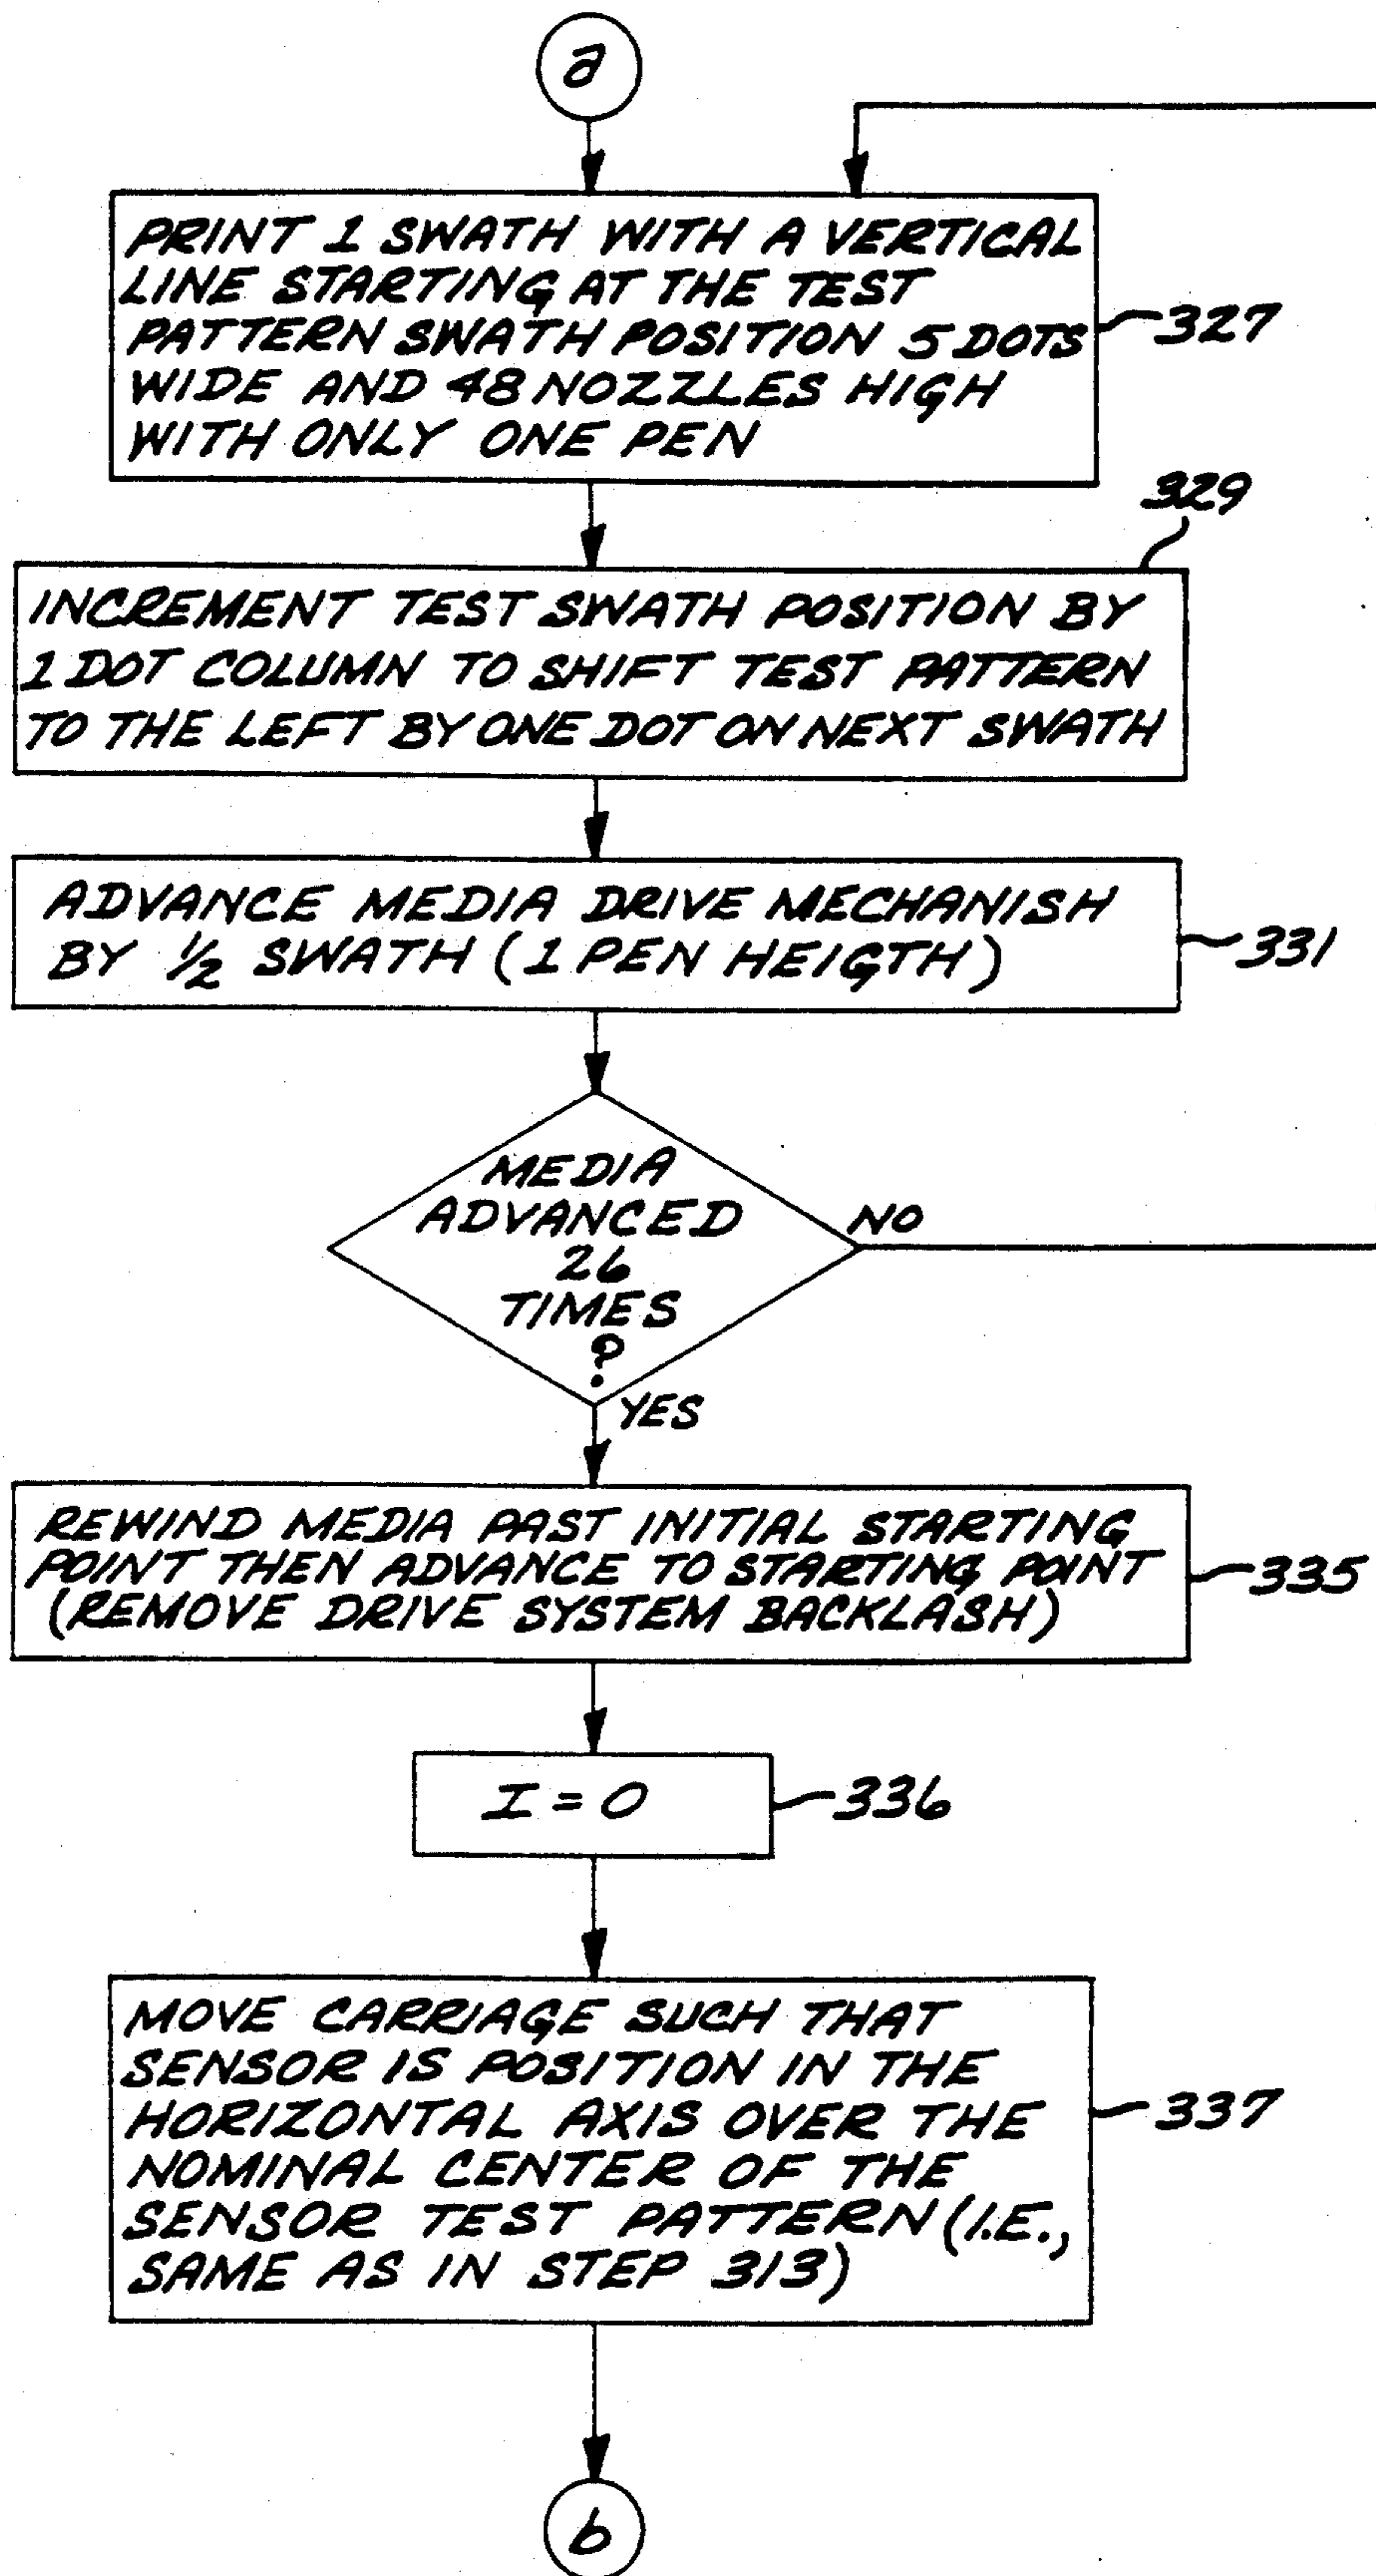 a
PRINT 1 SWATH WITH A VERTICAL
LINE STARTING AT THE TEST
PATTERN SWATH POSITION 5 DOTS
WIDE AND 48 NOZZLES HIGH
WITH ONLY ONE PEN
327
329
INCREMENT TEST SWATH POSITION BY
1 DOT COLUMN TO SHIFT TEST PATTERN
TO THE LEFT BY ONE DOT ON NEXT SWATH
ADVANCE MEDIA DRIVE MECHANISH
BY 1/2 SWATH (1 PEN HEIGTH)
331
MEDIA
ADVANCED
26
TIMES
?
NO
YES
REWIND MEDIA PAST INITIAL STARTING
POINT THEN ADVANCE TO STARTING POINT
(REMOVE DRIVE SYSTEM BACKLASH)
335
I = 0
336
MOVE CARRIAGE SUCH THAT
SENSOR IS POSITION IN THE
HORIZONTAL AXIS OVER THE
NOMINAL CENTER OF THE
SENSOR TEST PATTERN (I.E.,
SAME AS IN STEP 313)
337
b